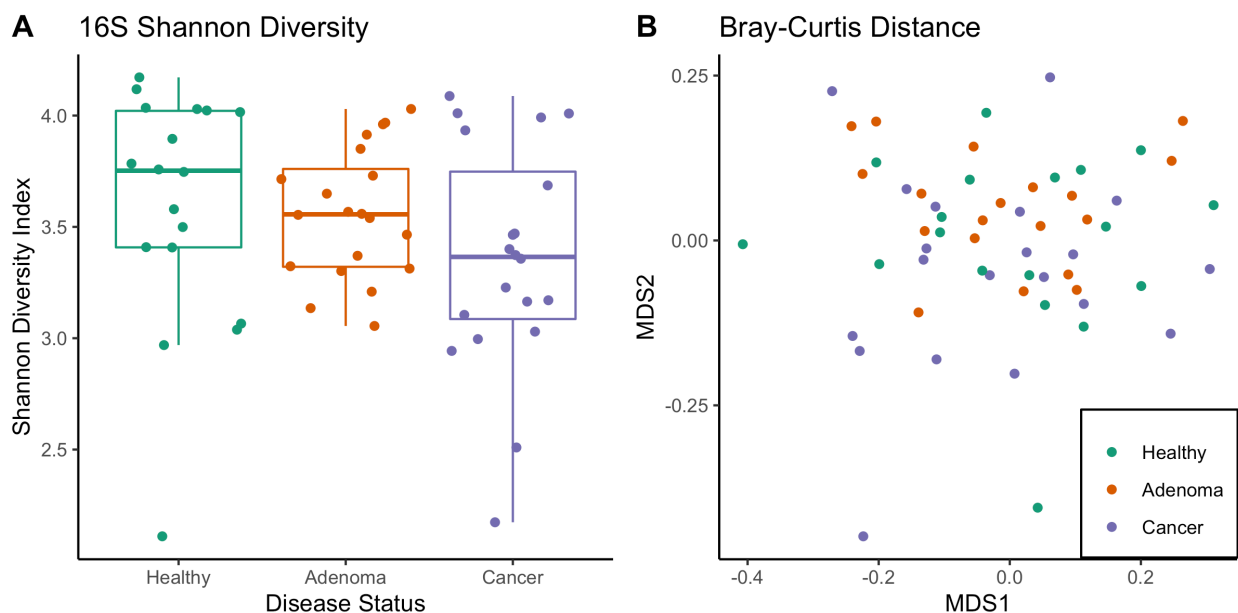 A 16S Shannon Diversity
Shannon Diversity Index
4.0
3.5
3.0
2.5
Healthy Adenoma Cancer
Disease Status
B Bray-Curtis Distance
MDS2
0.25
0.00
-0.25
Healthy
Adenoma
Cancer
-0.4 -0.2 0.0 0.2
MDS1